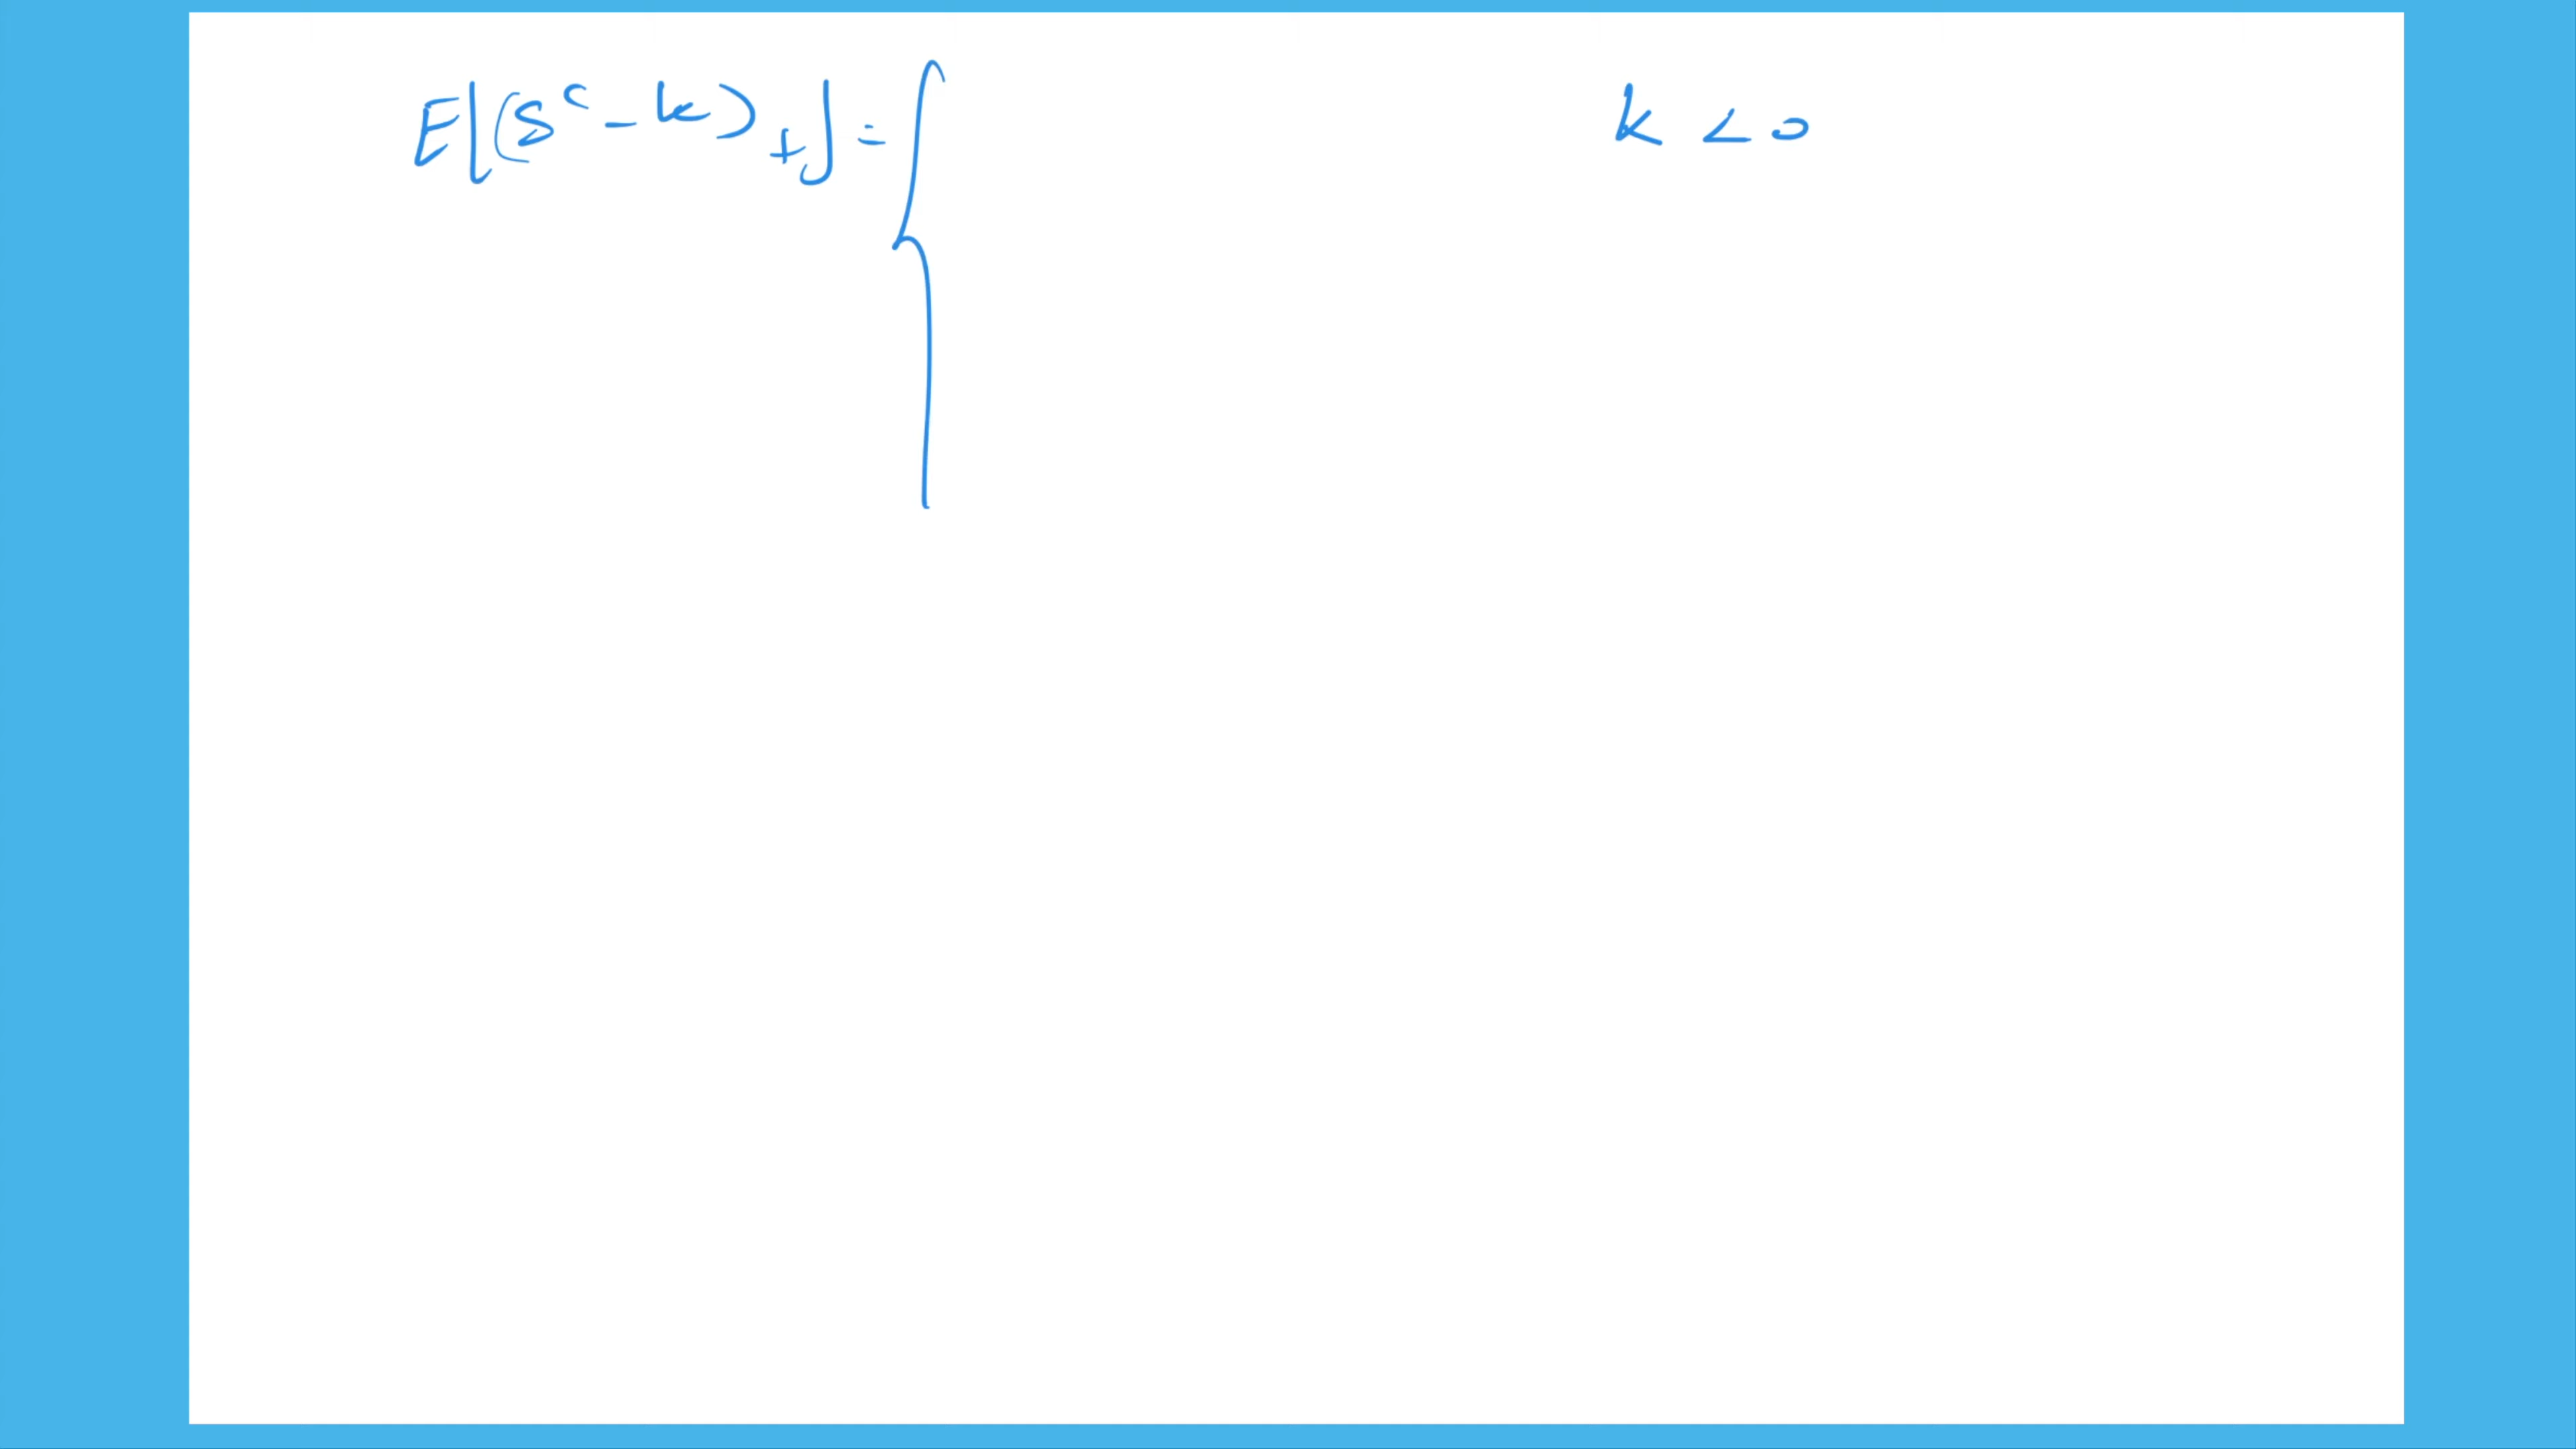 E[(S^c - k)_+] = { k < 0